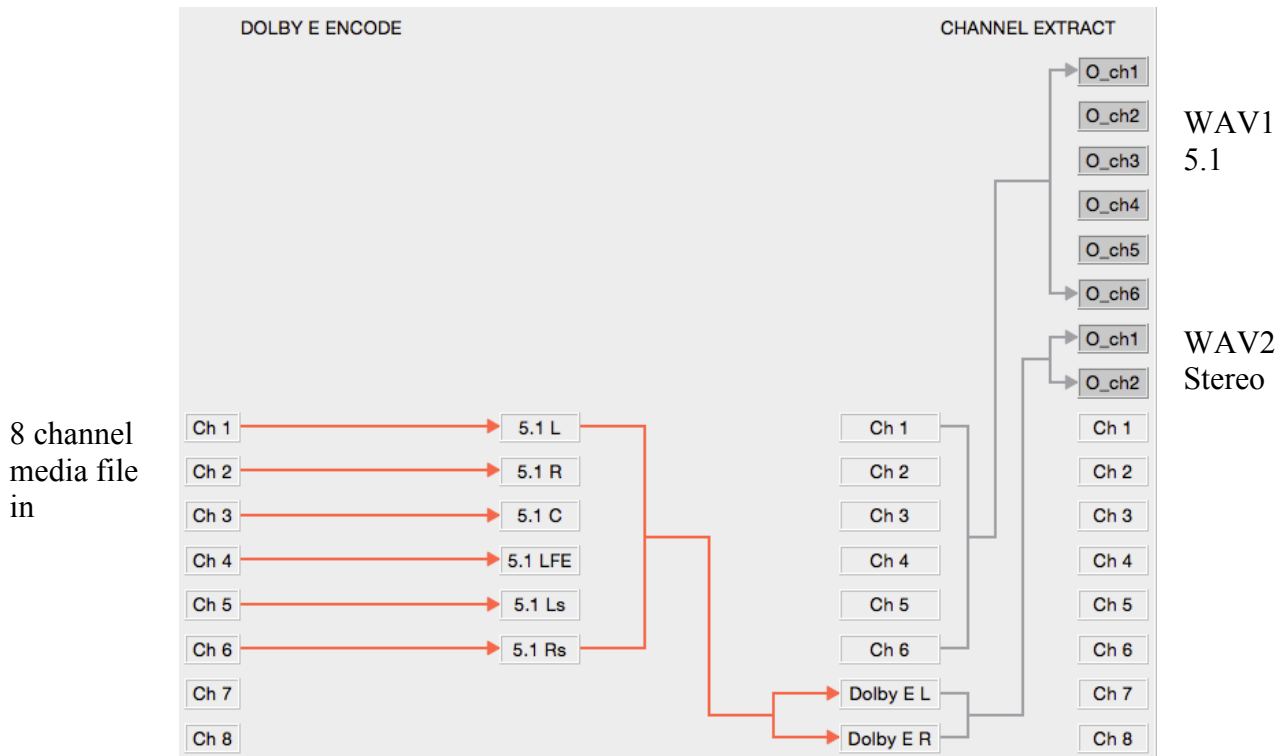 DOLBY E ENCODE
CHANNEL EXTRACT
O_ch1
O_ch2
O_ch3
O_ch4
O_ch5
O_ch6
WAV1
5.1
O_ch1
O_ch2
WAV2
Stereo
8 channel
media file
in
Ch 1 5.1 L Ch 1 Ch 1
Ch 2 5.1 R Ch 2 Ch 2
Ch 3 5.1 C Ch 3 Ch 3
Ch 4 5.1 LFE Ch 4 Ch 4
Ch 5 5.1 Ls Ch 5 Ch 5
Ch 6 5.1 Rs Ch 6 Ch 6
Ch 7 Dolby E L Ch 7
Ch 8 Dolby E R Ch 8